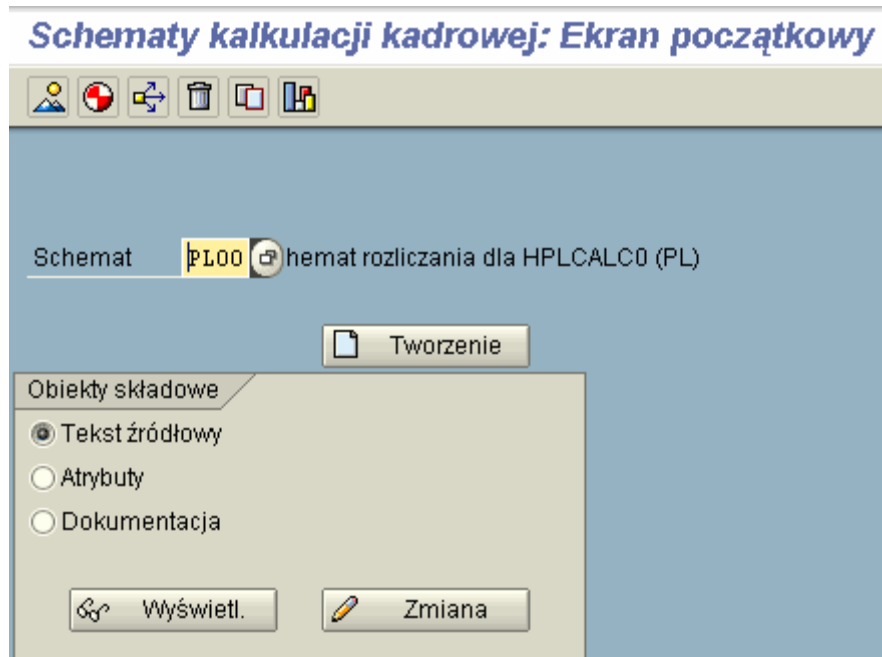 Schematy kalkulacji kadrowej: Ekran początkowy
Schemat PL00 hemat rozliczania dla HPLCALC0 (PL)
Tworzenie
Obiekty składowe
Tekst źródłowy
Atrybuty
Dokumentacja
Wyświetl. Zmiana